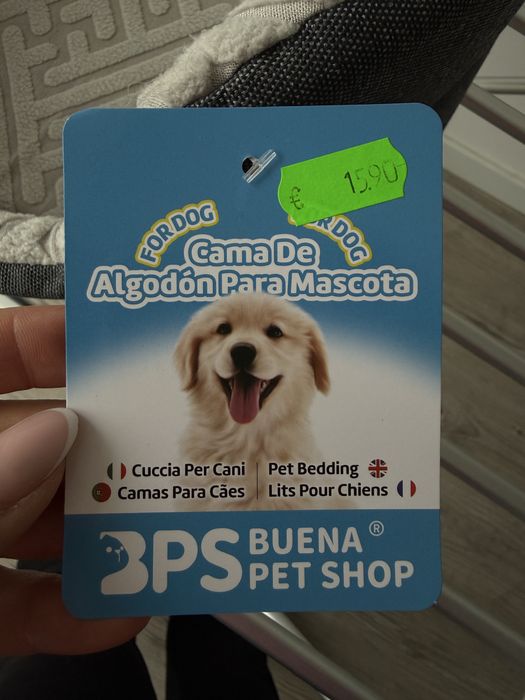 € 15.90
FOR DOG
FOR DOG
Cama De
Algodón Para Mascota
Cuccia Per Cani
Pet Bedding
Camas Para Cães
Lits Pour Chiens
BPS BUENA ®
PET SHOP